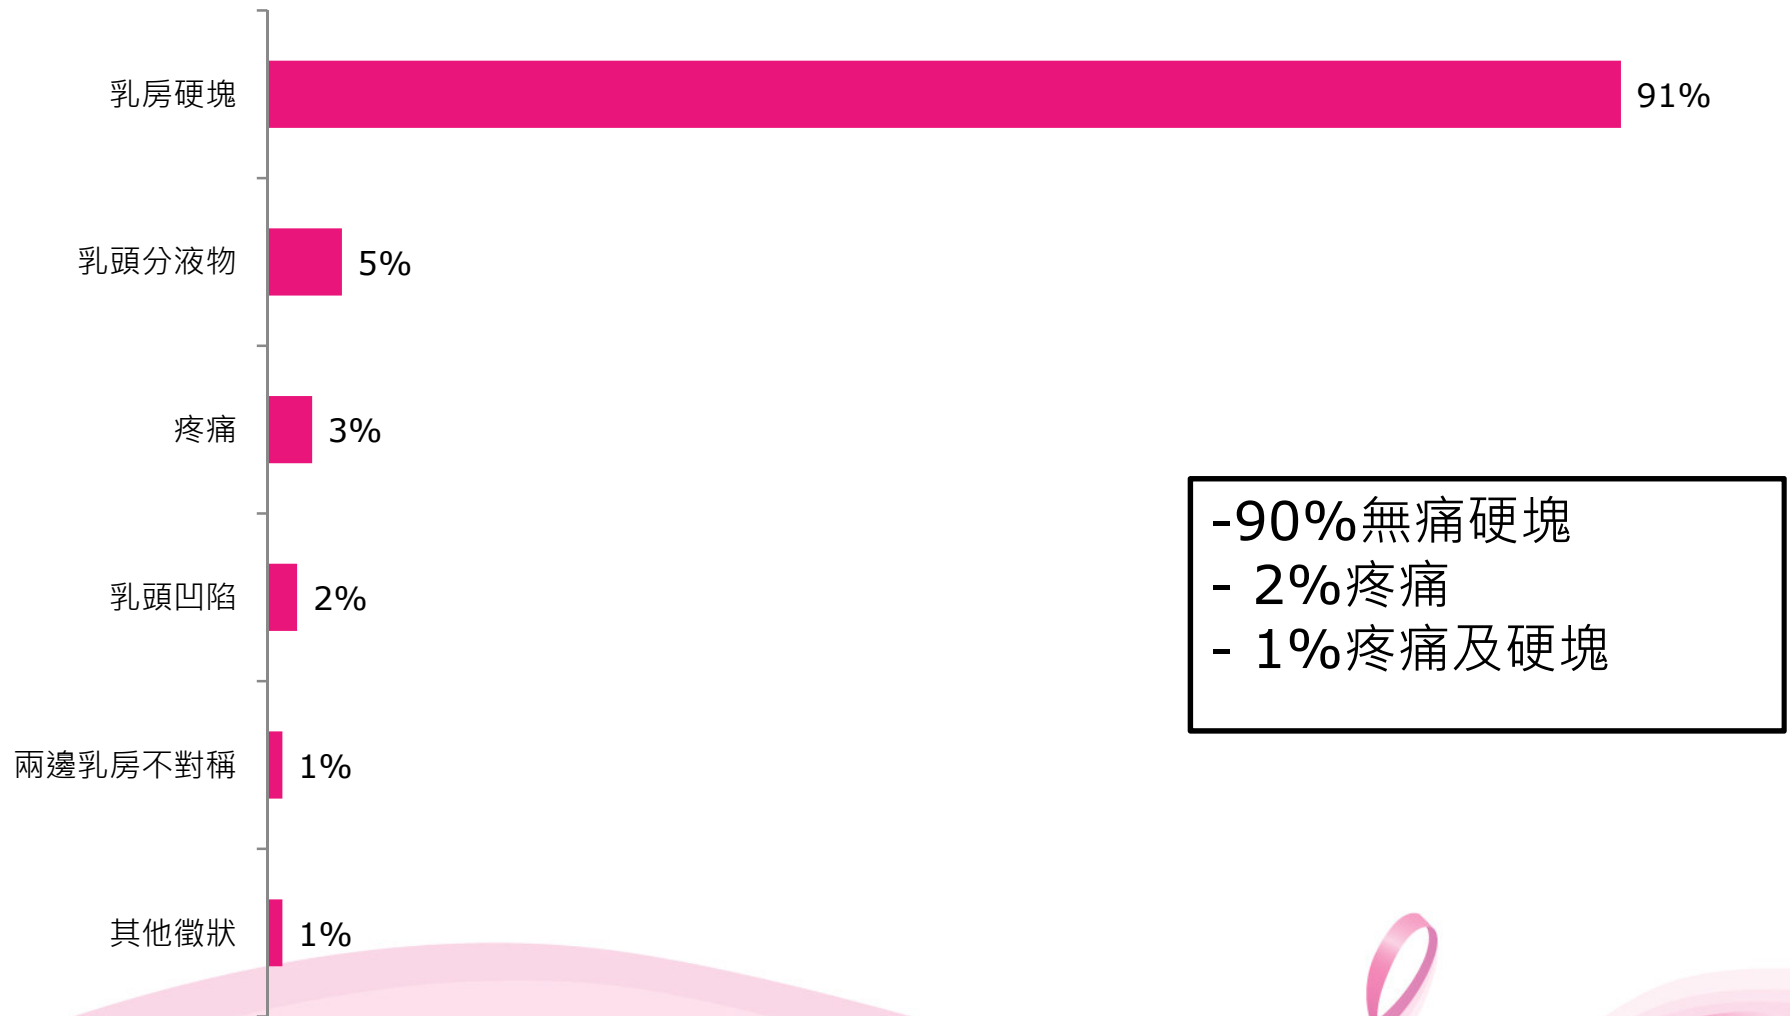 乳房硬塊
91%
乳頭分液物
5%
疼痛
3%
乳頭凹陷
2%
兩邊乳房不對稱
1%
其他徵狀
1%
-90%無痛硬塊
- 2%疼痛
- 1%疼痛及硬塊